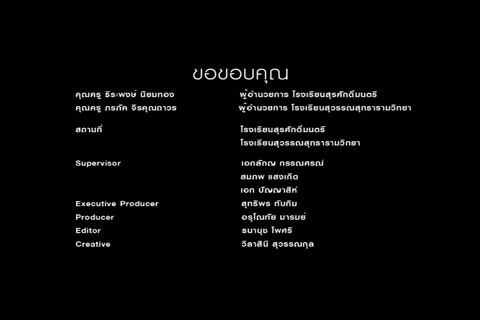 ขอขอบคุณ
คุณครู ธีระพงษ์ นิยมทอง ผู้อำนวยการ โรงเรียนสุรศักดิ์มนตรี
คุณครู ภรภัค จิรคุณถาวร ผู้อำนวยการ โรงเรียนสุวรรณสุทธารามวิทยา
สถานที่ โรงเรียนสุรศักดิ์มนตรี
โรงเรียนสุวรรณสุทธารามวิทยา
Supervisor เอกลักญ กรรณศรณ์
สมภพ แสงเกิด
เอก ปัญญาสิห์
Executive Producer สุทธิพร ทับทิม
Producer อรุโณทัย มารมย์
Editor ธนานุช โพศรี
Creative วิลาสินี สุวรรณกุล